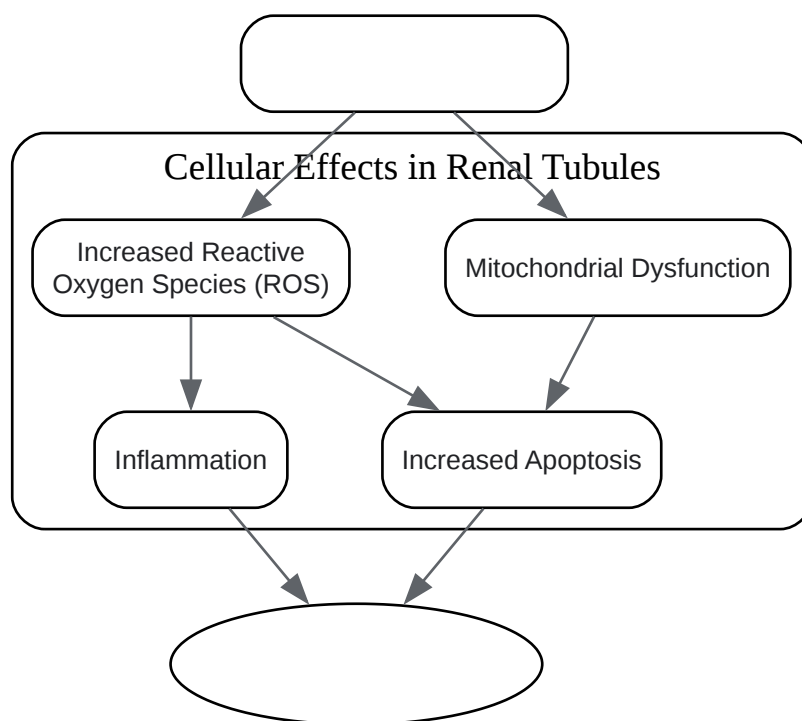 Cellular Effects in Renal Tubules
Increased Reactive
Oxygen Species (ROS)
Mitochondrial Dysfunction
Inflammation
Increased Apoptosis